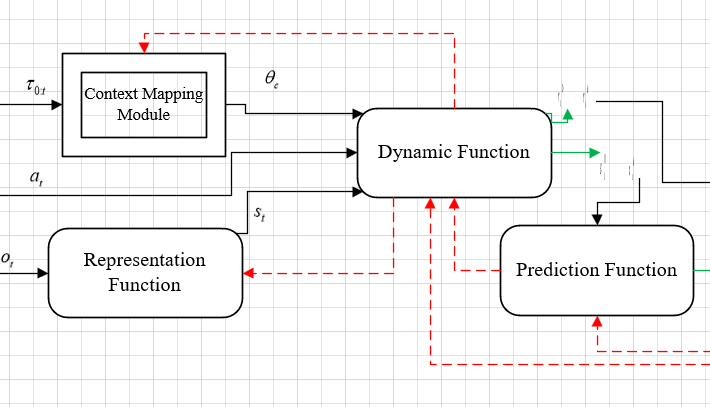 τ0:t
Context Mapping
Module
θc
Dynamic Function
at
st
ot
Representation
Function
Prediction Function